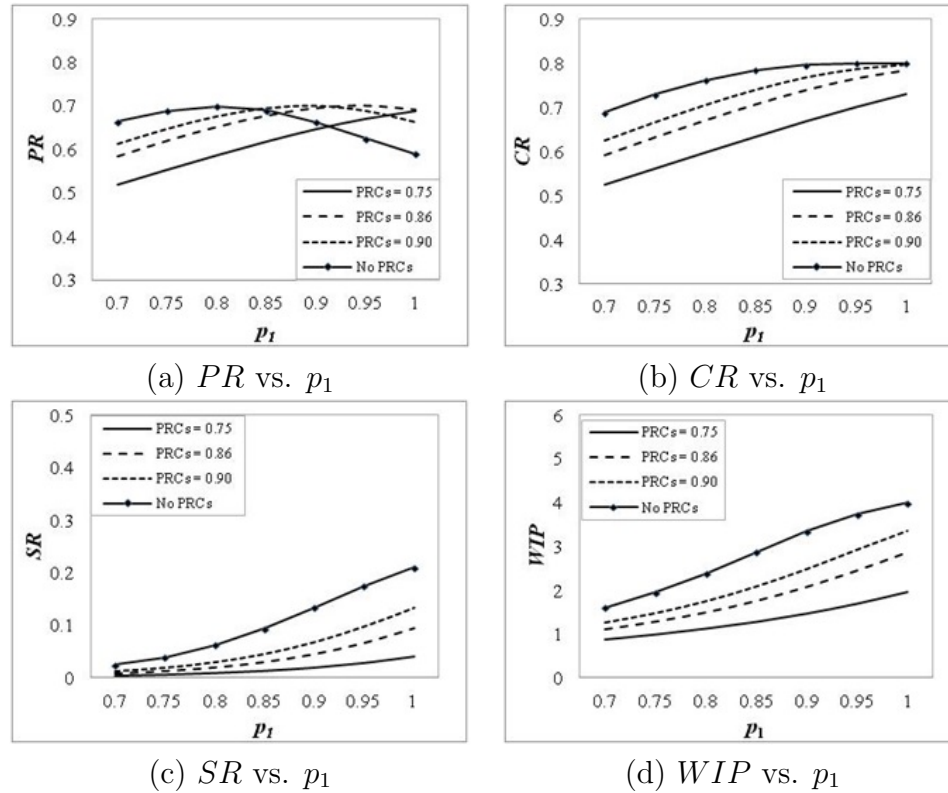 0.9
0.8
0.7
0.6
0.5
0.4
0.3
PR
PRCs = 0.75
PRCs = 0.86
PRCs = 0.90
No PRCs
0.7 0.75 0.8 0.85 0.9 0.95 1
p1
(a) PR vs. p1
0.9
0.8
0.7
0.6
0.5
0.4
0.3
CR
PRCs = 0.75
PRCs = 0.86
PRCs = 0.90
No PRCs
0.7 0.75 0.8 0.85 0.9 0.95 1
p1
(b) CR vs. p1
0.5
0.4
0.3
0.2
0.1
0
SR
PRCs = 0.75
PRCs = 0.86
PRCs = 0.90
No PRCs
0.7 0.75 0.8 0.85 0.9 0.95 1
p1
(c) SR vs. p1
6
5
4
3
2
1
0
WIP
PRCs = 0.75
PRCs = 0.86
PRCs = 0.90
No PRCs
0.7 0.75 0.8 0.85 0.9 0.95 1
p1
(d) WIP vs. p1